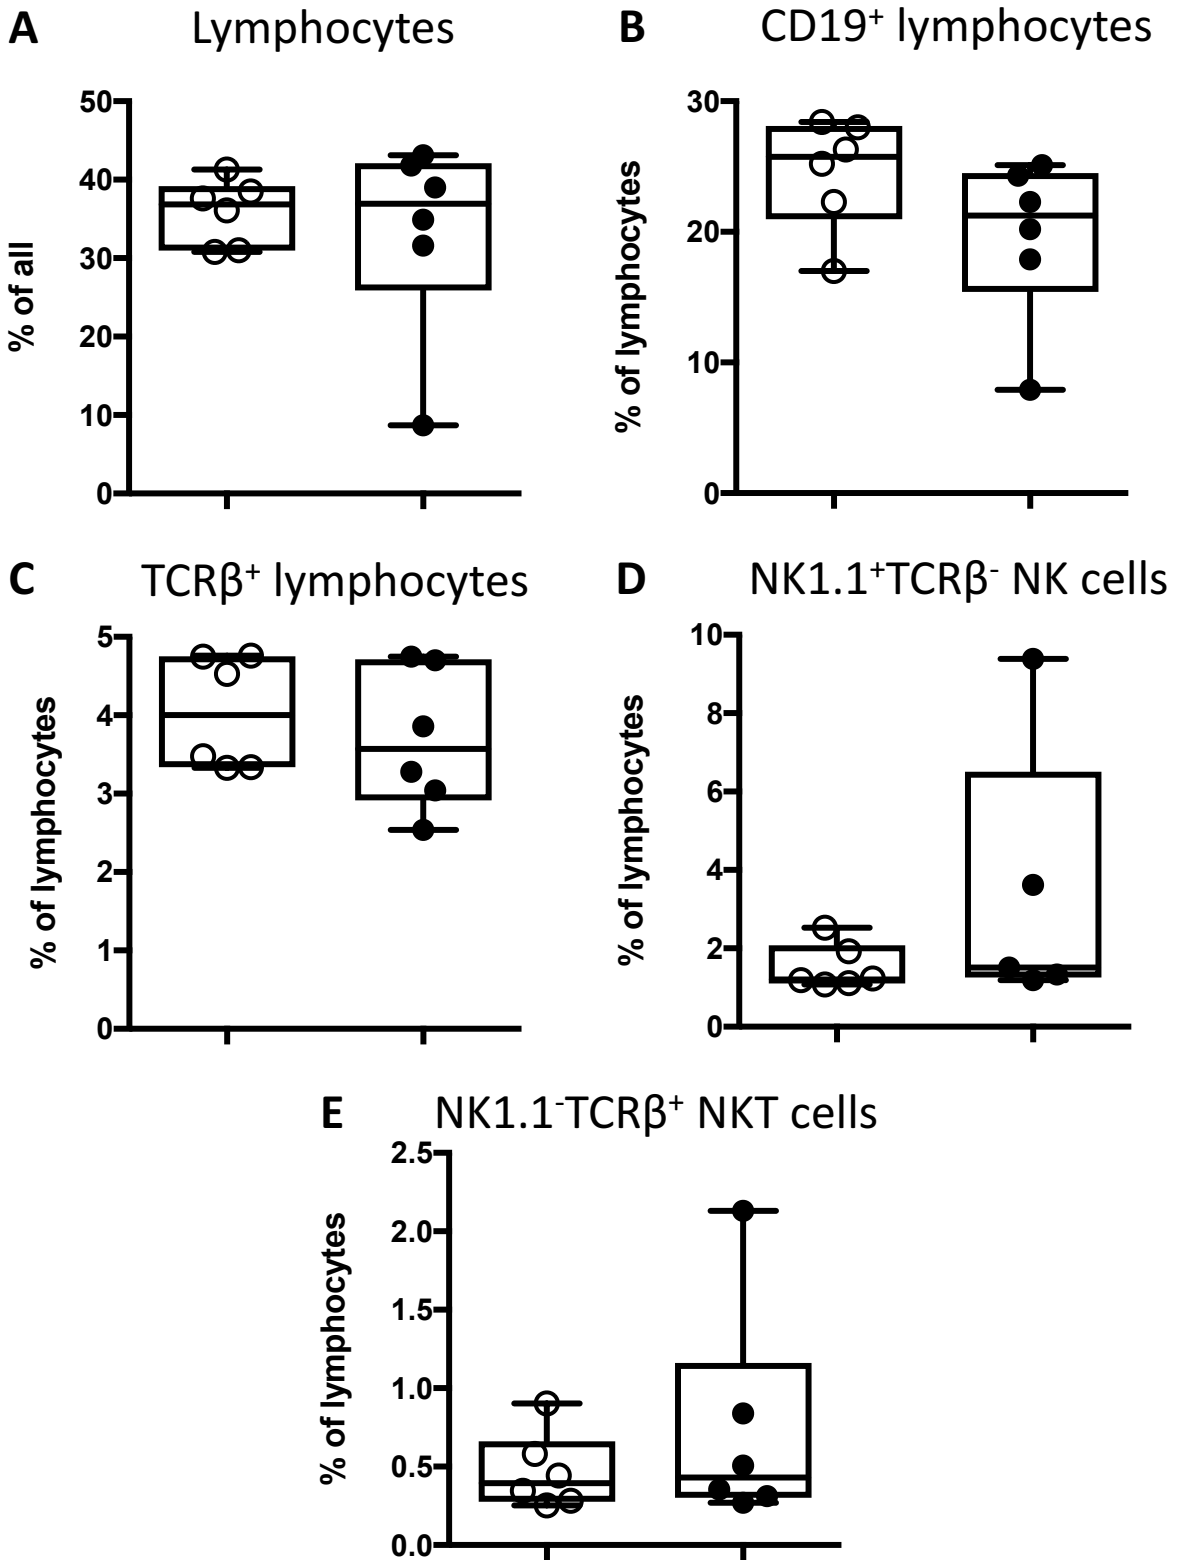 A Lymphocytes
50
40
30
20
10
0
% of all
B CD19⁺ lymphocytes
30
20
10
0
% of lymphocytes
C TCRβ⁺ lymphocytes
5
4
3
2
1
0
% of lymphocytes
D NK1.1⁺TCRβ⁻ NK cells
10
8
6
4
2
0
% of lymphocytes
E NK1.1⁻TCRβ⁺ NKT cells
2.5
2.0
1.5
1.0
0.5
0.0
% of lymphocytes